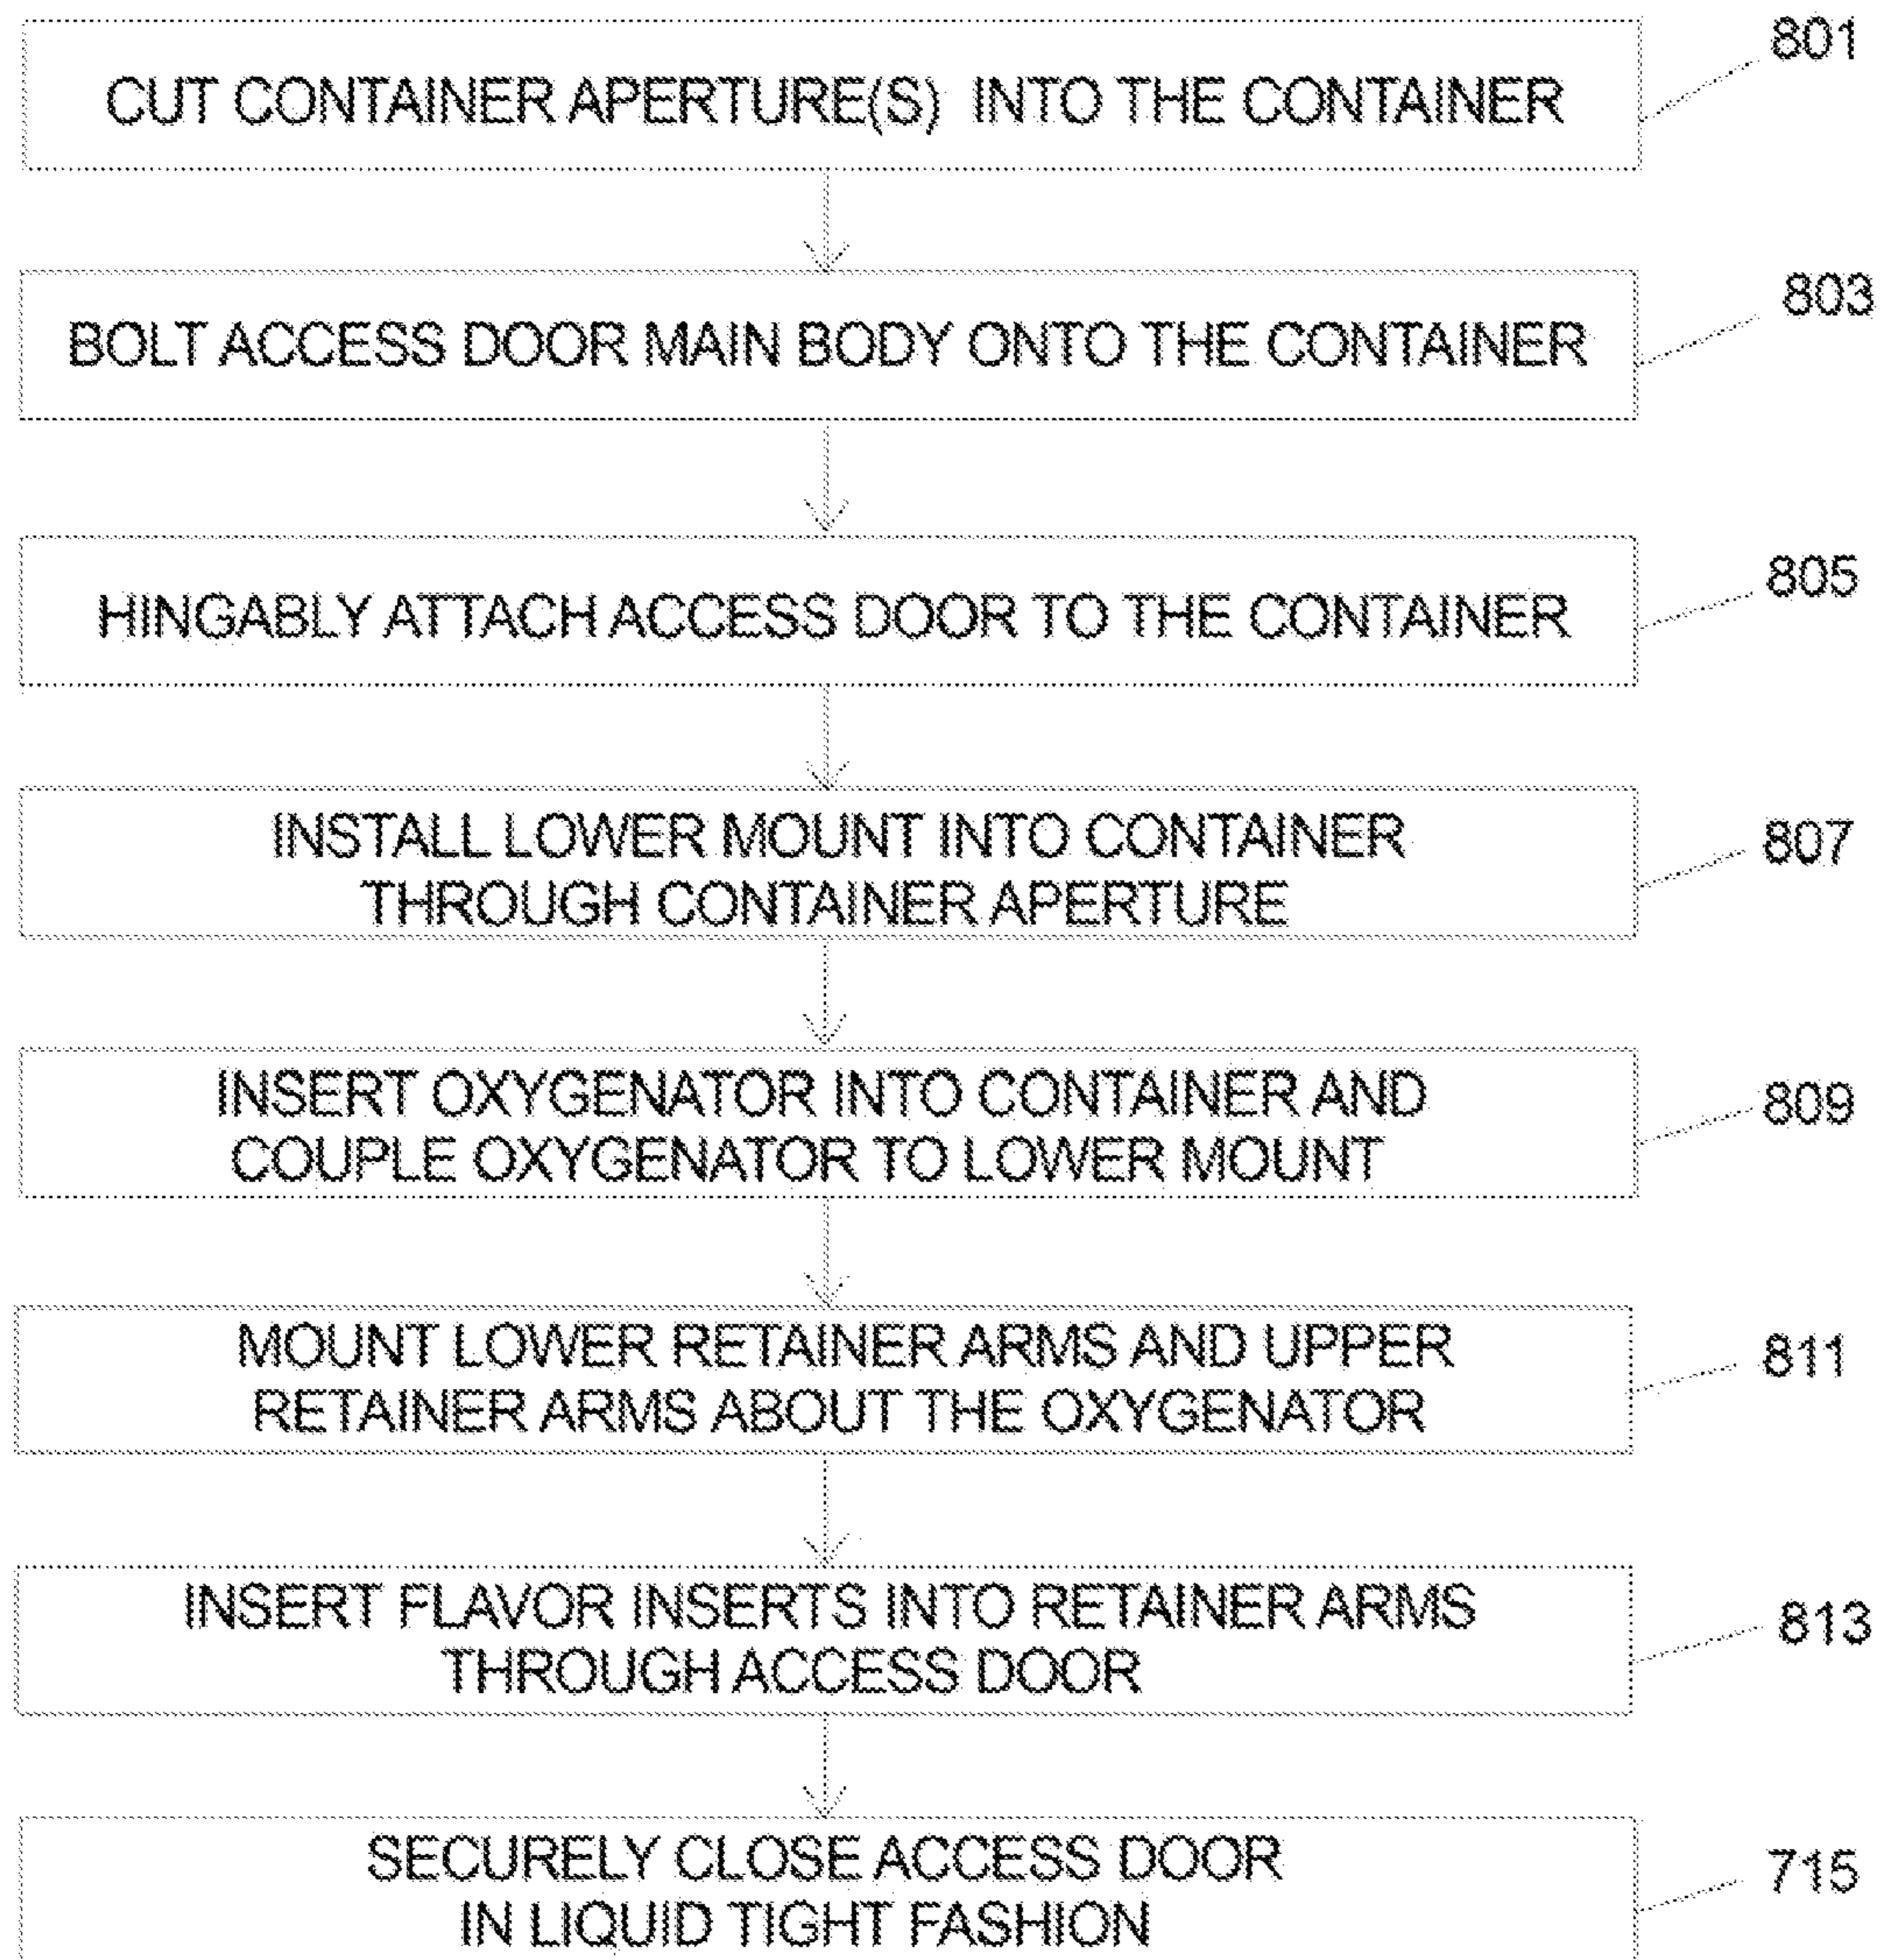 CUT CONTAINER APERTURE(S) INTO THE CONTAINER
801
BOLT ACCESS DOOR MAIN BODY ONTO THE CONTAINER
803
HINGABLY ATTACH ACCESS DOOR TO THE CONTAINER
805
INSTALL LOWER MOUNT INTO CONTAINER
THROUGH CONTAINER APERTURE
807
INSERT OXYGENATOR INTO CONTAINER AND
COUPLE OXYGENATOR TO LOWER MOUNT
809
MOUNT LOWER RETAINER ARMS AND UPPER
RETAINER ARMS ABOUT THE OXYGENATOR
811
INSERT FLAVOR INSERTS INTO RETAINER ARMS
THROUGH ACCESS DOOR
813
SECURELY CLOSE ACCESS DOOR
IN LIQUID TIGHT FASHION
715